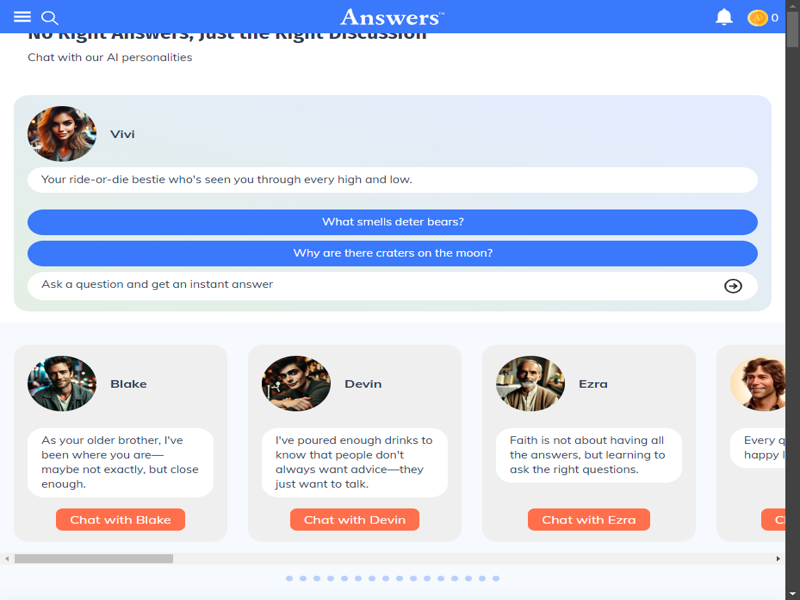 Answers™
0
No Right Answers, Just the Right Discussion
Chat with our AI personalities
Vivi
Your ride-or-die bestie who's seen you through every high and low.
What smells deter bears?
Why are there craters on the moon?
Ask a question and get an instant answer
Blake
As your older brother, I've
been where you are—
maybe not exactly, but close
enough.
Chat with Blake
Devin
I've poured enough drinks to
know that people don't
always want advice—they
just want to talk.
Chat with Devin
Ezra
Faith is not about having all
the answers, but learning to
ask the right questions.
Chat with Ezra
Every
happy